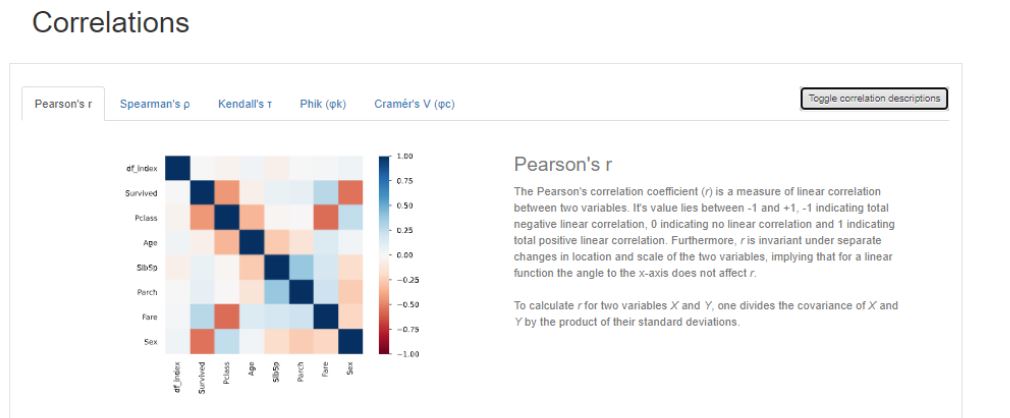 Correlations
Pearson's r
Spearman's ρ
Kendall's τ
Phik (φk)
Cramér's V (φc)
Toggle correlation descriptions
df_index
Survived
Pclass
Age
SibSp
Parch
Fare
Sex
df_index
Survived
Pclass
Age
SibSp
Parch
Fare
Sex
1.00
0.75
0.50
0.25
0.00
−0.25
−0.50
−0.75
−1.00
Pearson's r
The Pearson's correlation coefficient (r) is a measure of linear correlation
between two variables. It's value lies between -1 and +1, -1 indicating total
negative linear correlation, 0 indicating no linear correlation and 1 indicating
total positive linear correlation. Furthermore, r is invariant under separate
changes in location and scale of the two variables, implying that for a linear
function the angle to the x-axis does not affect r.
To calculate r for two variables X and Y, one divides the covariance of X and
Y by the product of their standard deviations.